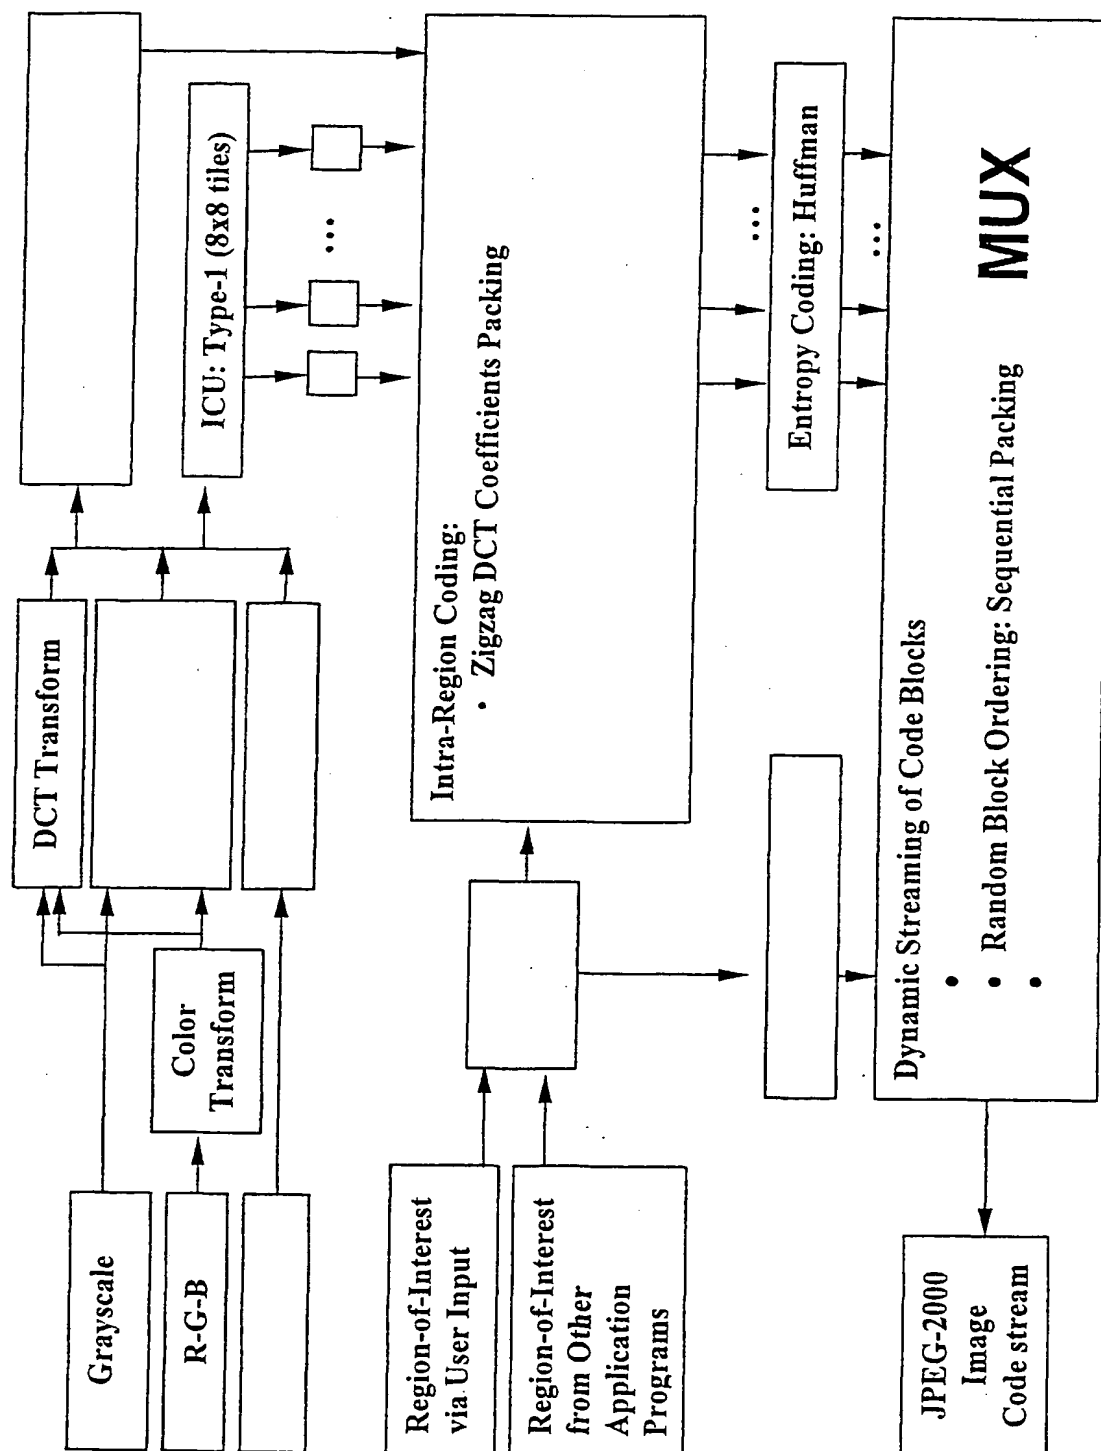 Grayscale
R-G-B
Color
Transform
DCT Transform
ICU: Type-1 (8x8 tiles)
Region-of-Interest
via User Input
Region-of-Interest
from Other
Application
Programs
Intra-Region Coding:
• Zigzag DCT Coefficients Packing
Entropy Coding: Huffman
...
...
...
Dynamic Streaming of Code Blocks
•
• Random Block Ordering: Sequential Packing
•
MUX
JPEG-2000
Image
Code stream